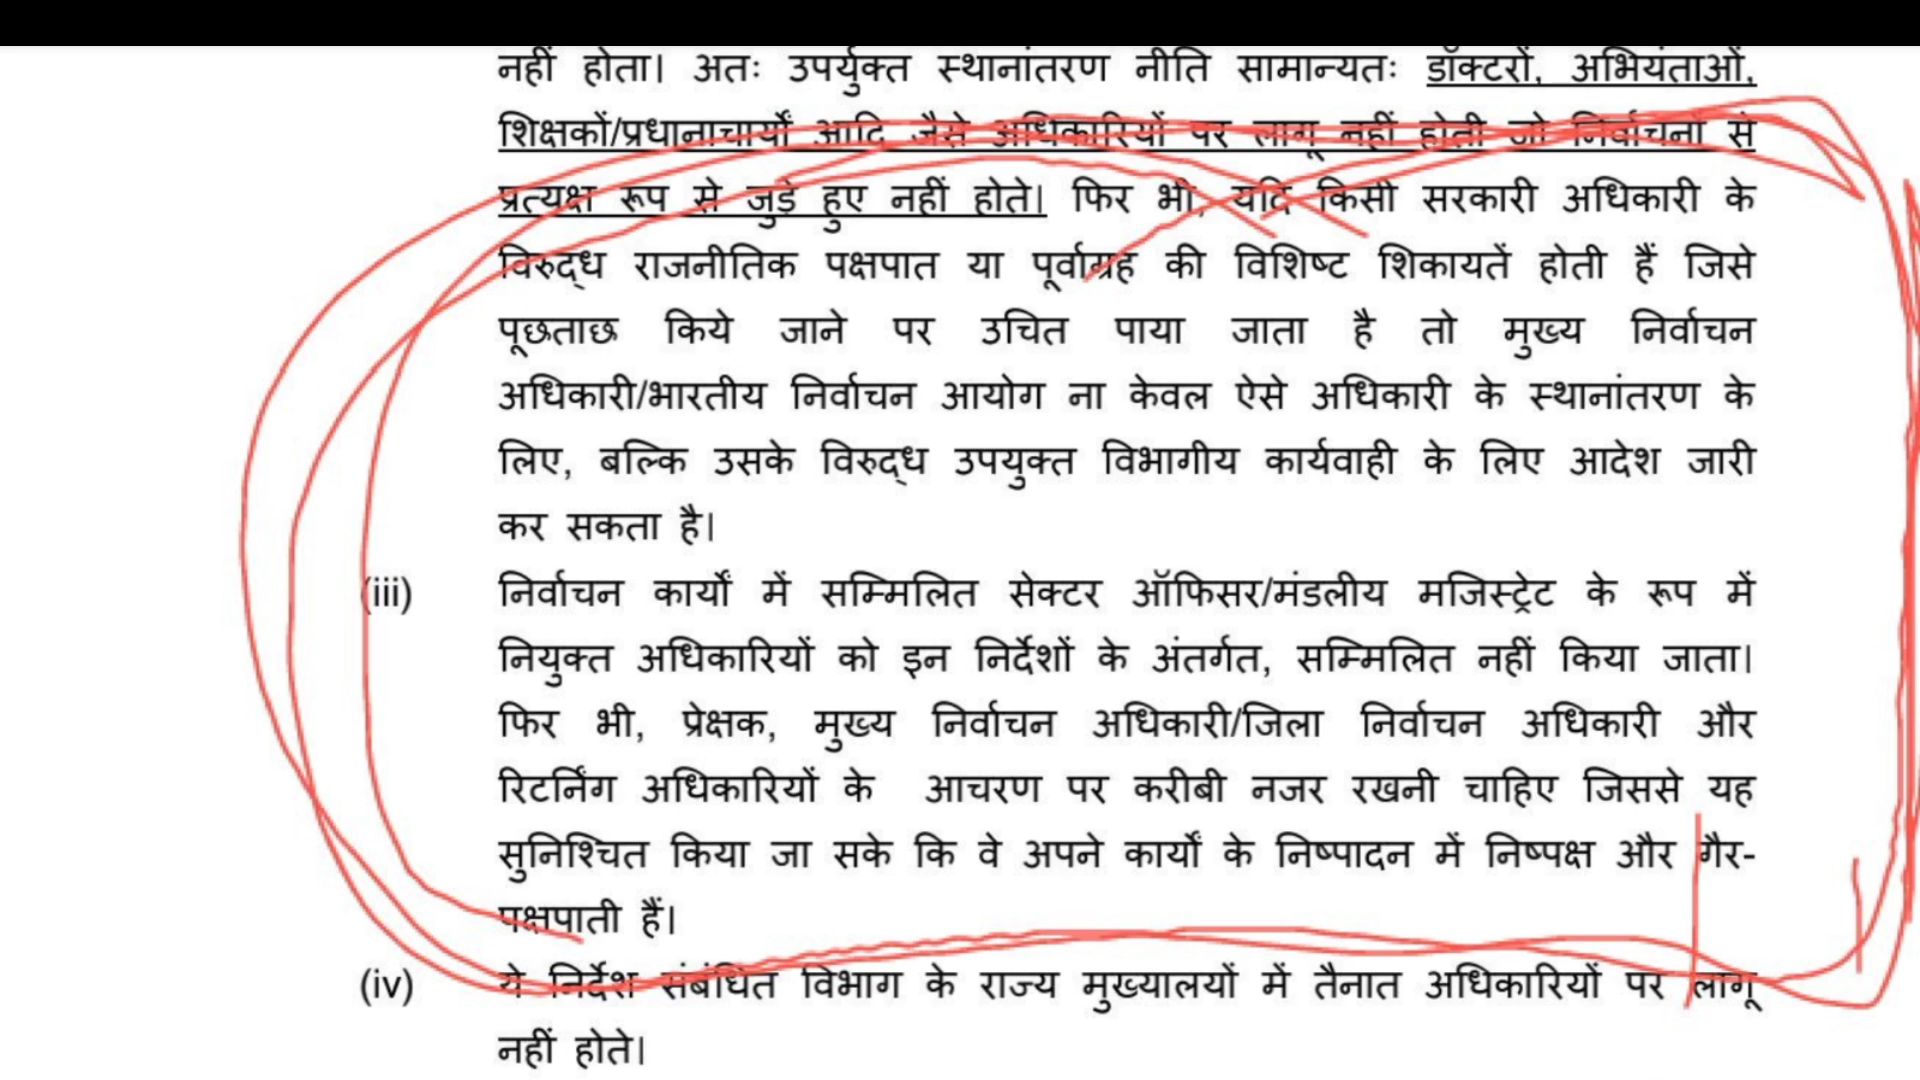 नहीं होता। अतः उपर्युक्त स्थानांतरण नीति सामान्यतः डॉक्टरों, अभियंताओं,
शिक्षकों/प्रधानाचार्यों आदि जैसे अधिकारियों पर लागू नहीं होती जो निर्वाचनों से
प्रत्यक्ष रूप से जुड़े हुए नहीं होते। फिर भी, यदि किसी सरकारी अधिकारी के
विरुद्ध राजनीतिक पक्षपात या पूर्वाग्रह की विशिष्ट शिकायतें होती हैं जिसे
पूछताछ किये जाने पर उचित पाया जाता है तो मुख्य निर्वाचन
अधिकारी/भारतीय निर्वाचन आयोग ना केवल ऐसे अधिकारी के स्थानांतरण के
लिए, बल्कि उसके विरुद्ध उपयुक्त विभागीय कार्यवाही के लिए आदेश जारी
कर सकता है।
(iii) निर्वाचन कार्यों में सम्मिलित सेक्टर ऑफिसर/मंडलीय मजिस्ट्रेट के रूप में
नियुक्त अधिकारियों को इन निर्देशों के अंतर्गत, सम्मिलित नहीं किया जाता।
फिर भी, प्रेक्षक, मुख्य निर्वाचन अधिकारी/जिला निर्वाचन अधिकारी और
रिटर्निंग अधिकारियों के आचरण पर करीबी नजर रखनी चाहिए जिससे यह
सुनिश्चित किया जा सके कि वे अपने कार्यों के निष्पादन में निष्पक्ष और गैर-
पक्षपाती हैं।
(iv) ये निर्देश संबंधित विभाग के राज्य मुख्यालयों में तैनात अधिकारियों पर लागू
नहीं होते।